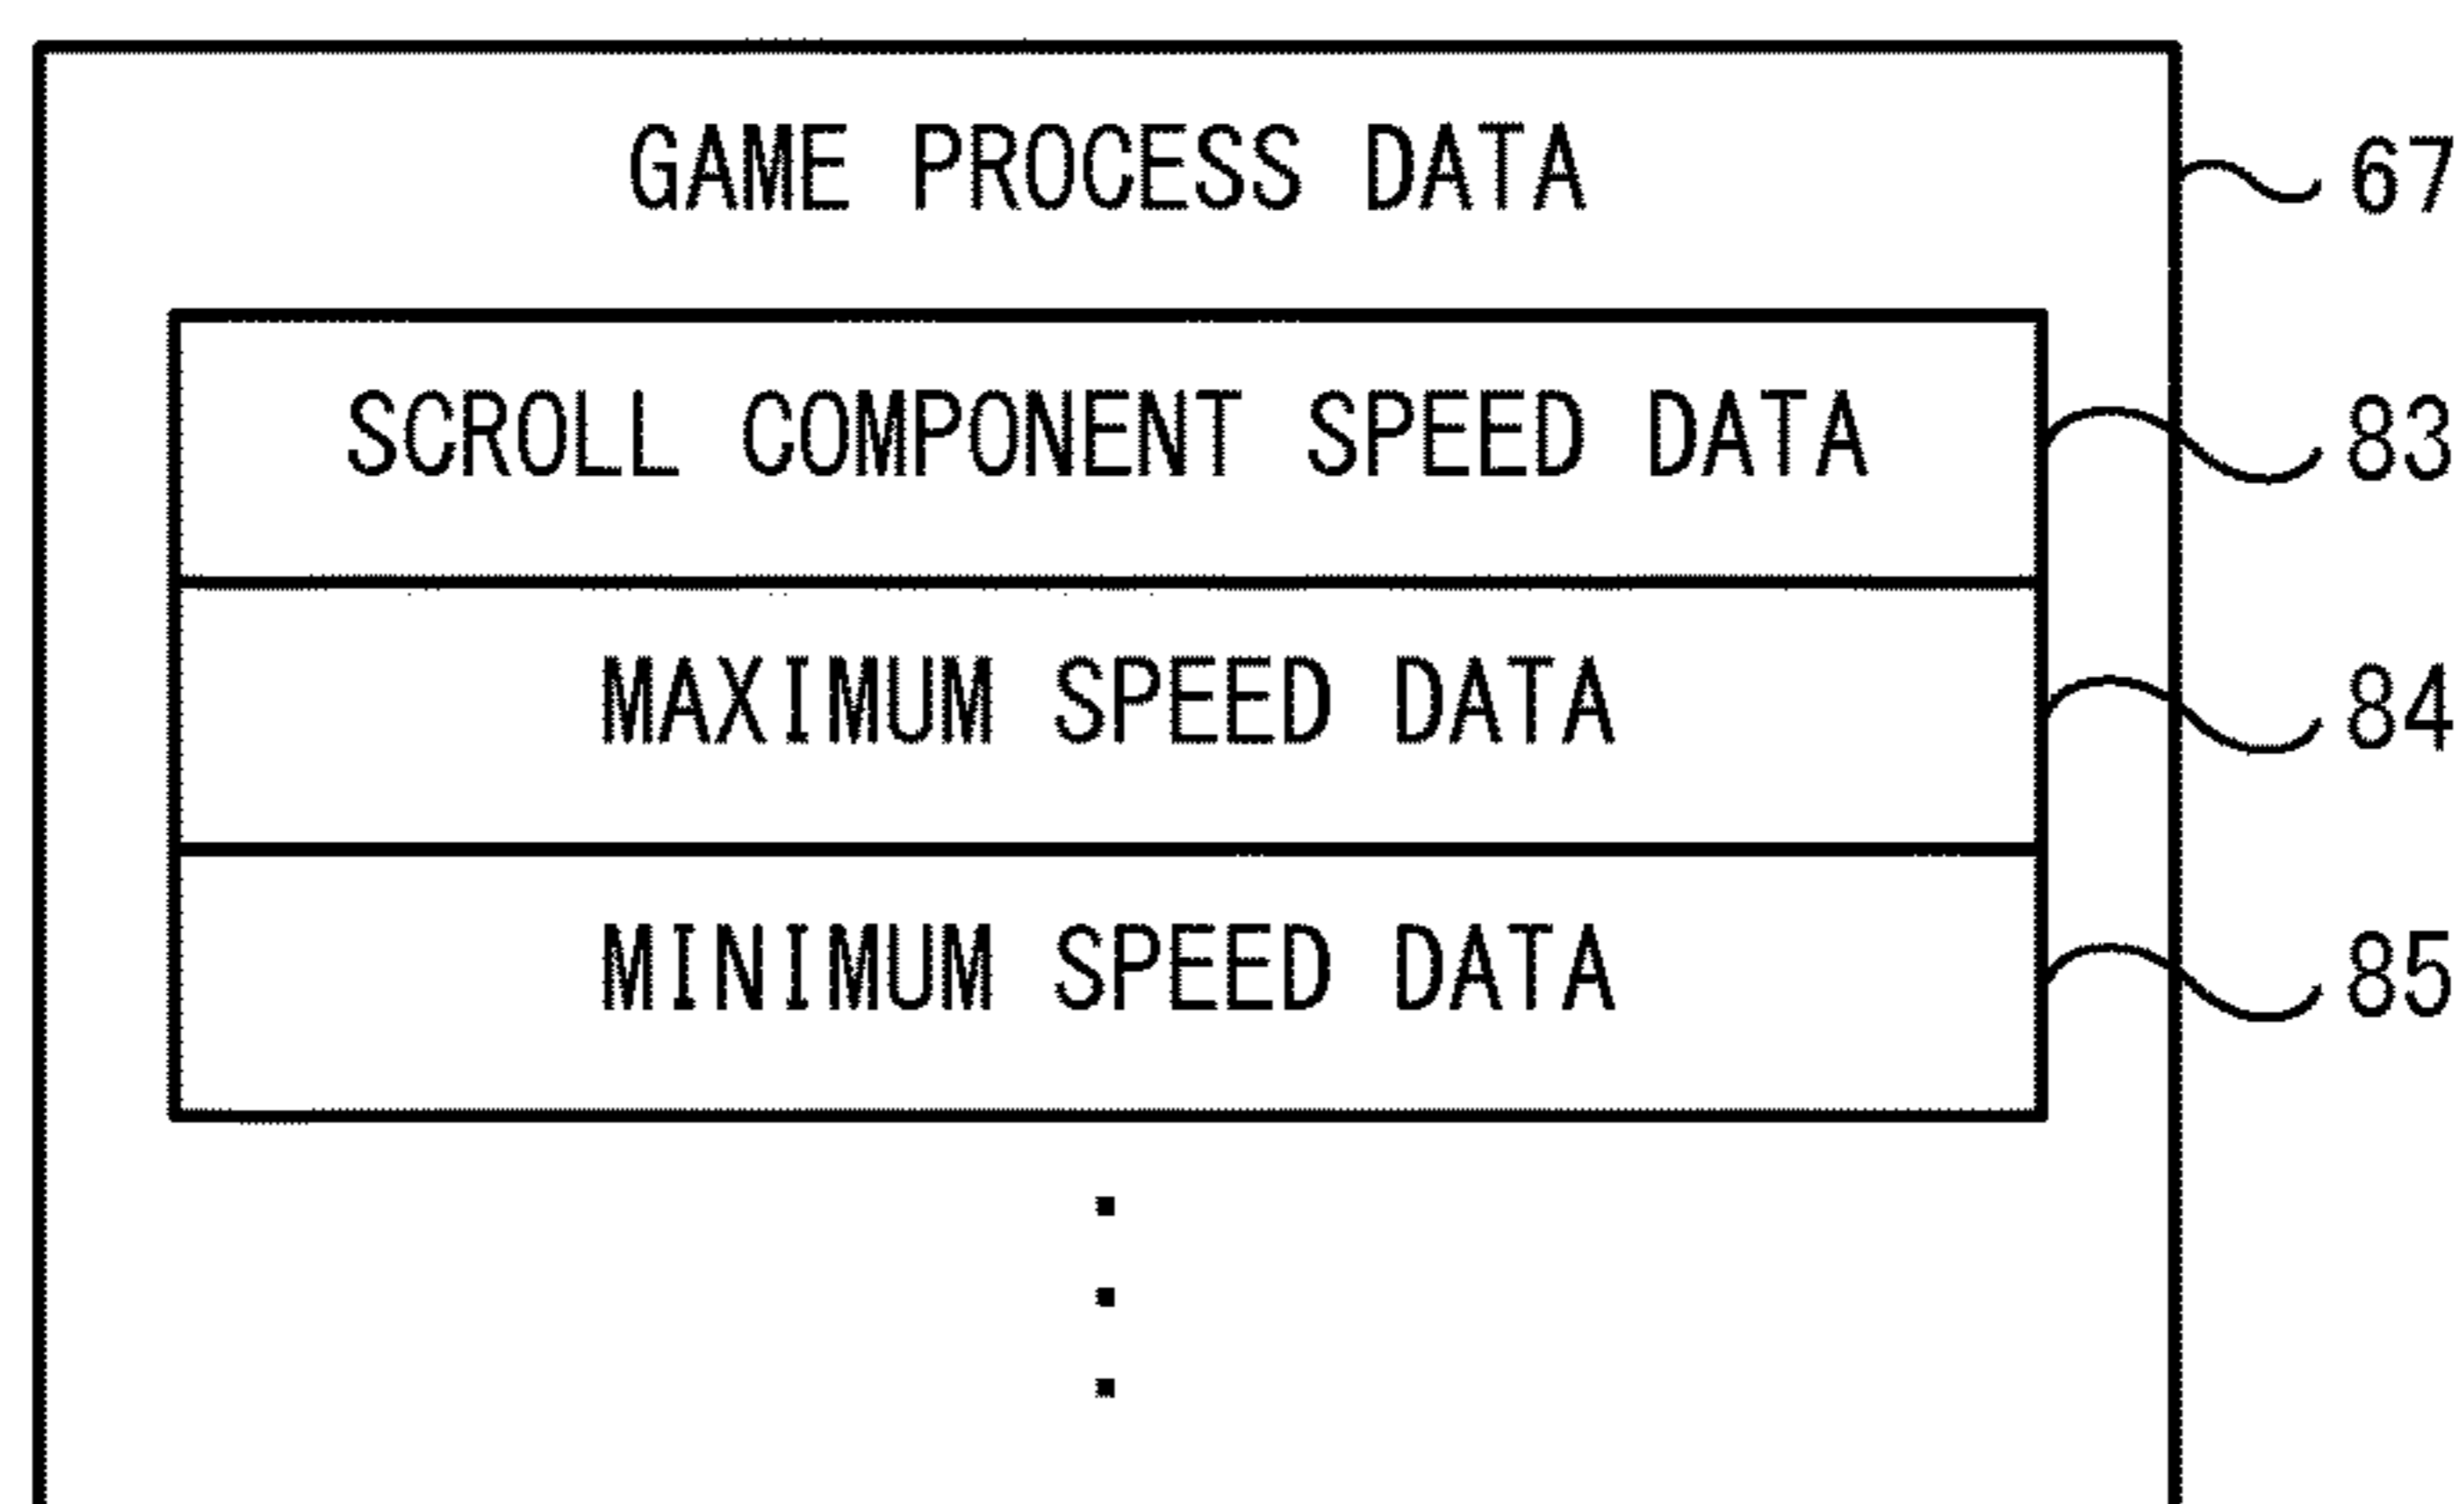 GAME PROCESS DATA 67
SCROLL COMPONENT SPEED DATA 83
MAXIMUM SPEED DATA 84
MINIMUM SPEED DATA 85